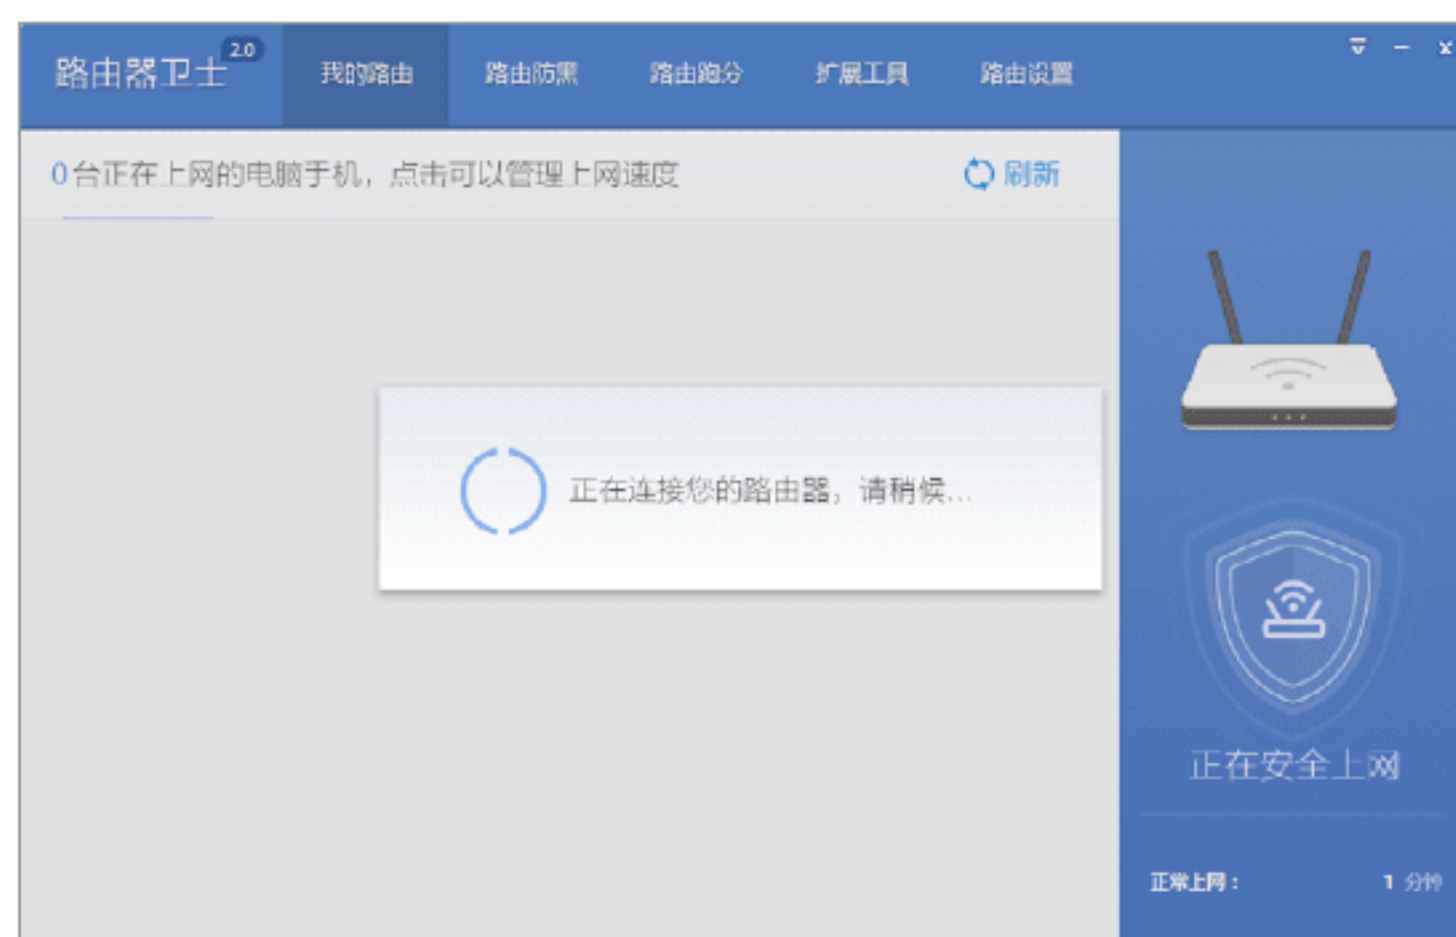 路由器卫士 2.0
我的路由 路由防黑 路由跑分 扩展工具 路由设置
0台正在上网的电脑手机，点击可以管理上网速度 刷新
正在连接您的路由器，请稍候...
正在安全上网
正常上网： 1 分钟